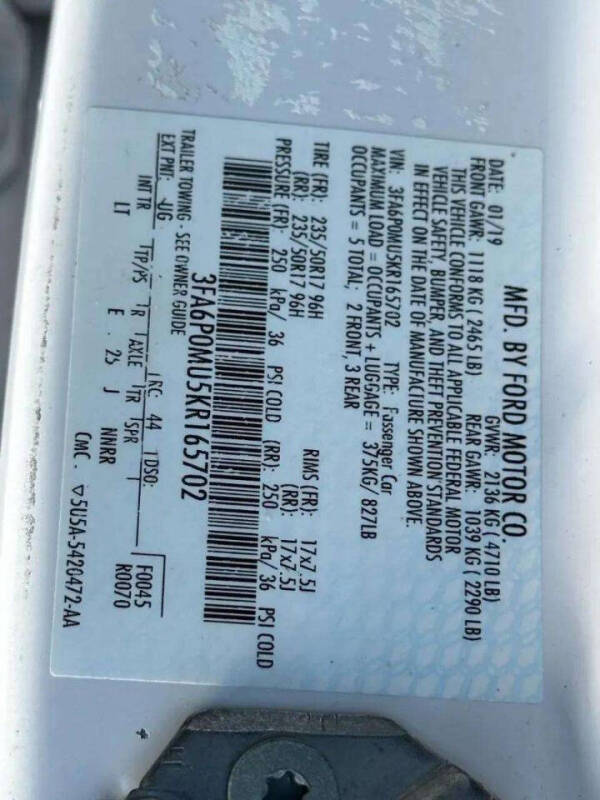 MFD. BY FORD MOTOR CO.
DATE: 01/19 GVWR: 2136 KG ( 4710 LB)
FRONT GAWR: 1118 KG ( 2465 LB) REAR GAWR: 1039 KG ( 2290 LB)
THIS VEHICLE CONFORMS TO ALL APPLICABLE FEDERAL MOTOR
VEHICLE SAFETY, BUMPER, AND THEFT PREVENTION STANDARDS
IN EFFECT ON THE DATE OF MANUFACTURE SHOWN ABOVE.
VIN: 3FA6P0MU5KR165702 TYPE: Passenger Car
MAXIMUM LOAD = OCCUPANTS + LUGGAGE = 375KG/ 827LB
OCCUPANTS = 5 TOTAL, 2 FRONT, 3 REAR
TIRE (FR): 235/50R17 96H RIMS (FR): 17x7.5J
(RR): 235/50R17 96H (RR): 17x7.5J
PRESSURE (FR): 250 kPa/ 36 PSI COLD (RR): 250 kPa/ 36 PSI COLD
3FA6P0MU5KR165702
TRAILER TOWING - SEE OWNER GUIDE
EXT PNT: UG RC: 44 DSO: F0045
R0070
INT TR TP/PS R AXLE TR SPR
LT E 25 J NNRR
CMC. ▽5U5A-5420472-AA